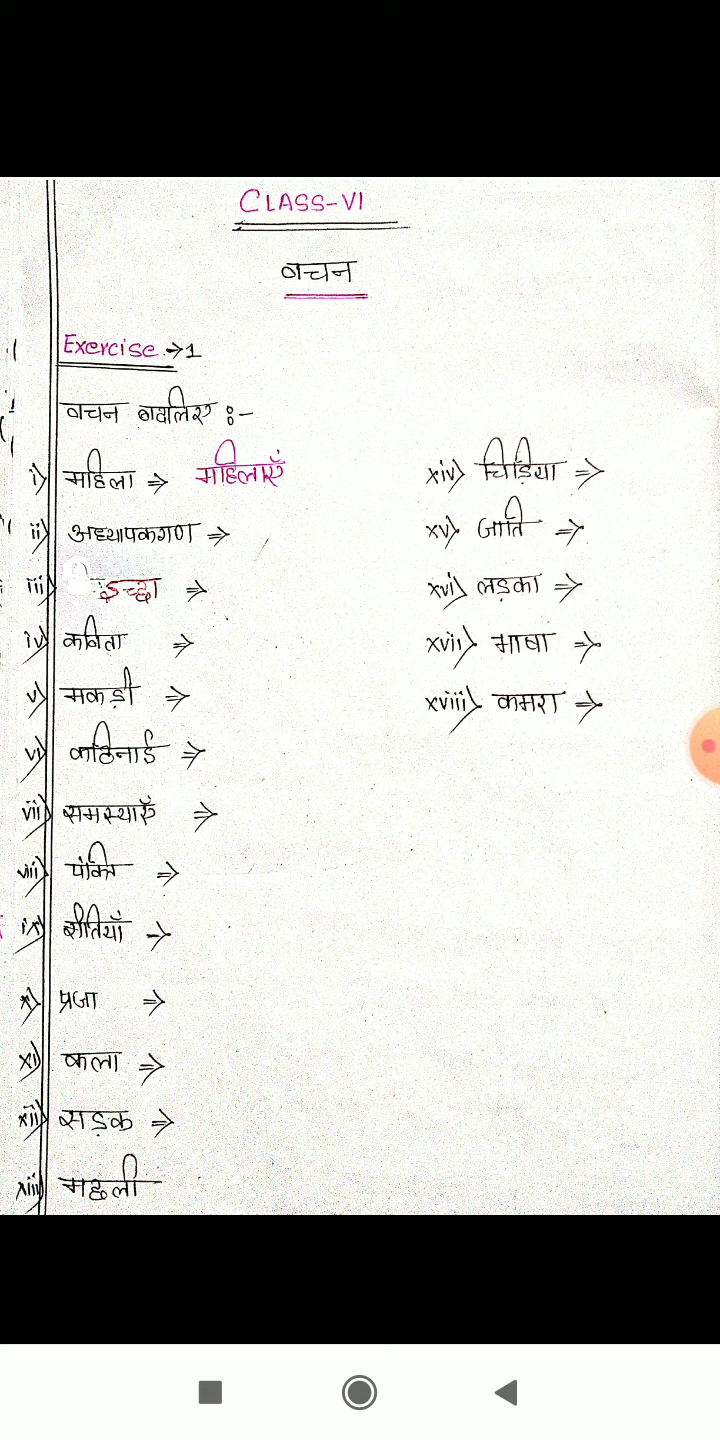 CLASS-VI
वचन
Exercise → 1
वचन बदलिए :-
i) महिला ⇒ महिलाएँ
ii) अध्यापकगण ⇒
iii) इच्छा ⇒
iv) कविता ⇒
v) मकड़ी ⇒
vi) कठिनाई ⇒
vii) समस्याएँ ⇒
viii) पंक्ति ⇒
ix) रीतियाँ →
x) प्रजा ⇒
xi) कला ⇒
xii) सड़क ⇒
xiii) मछली
xiv) चिड़िया ⇒
xv) जाति ⇒
xvi) लड़का ⇒
xvii) भाषा ⇒
xviii) कमरा ⇒